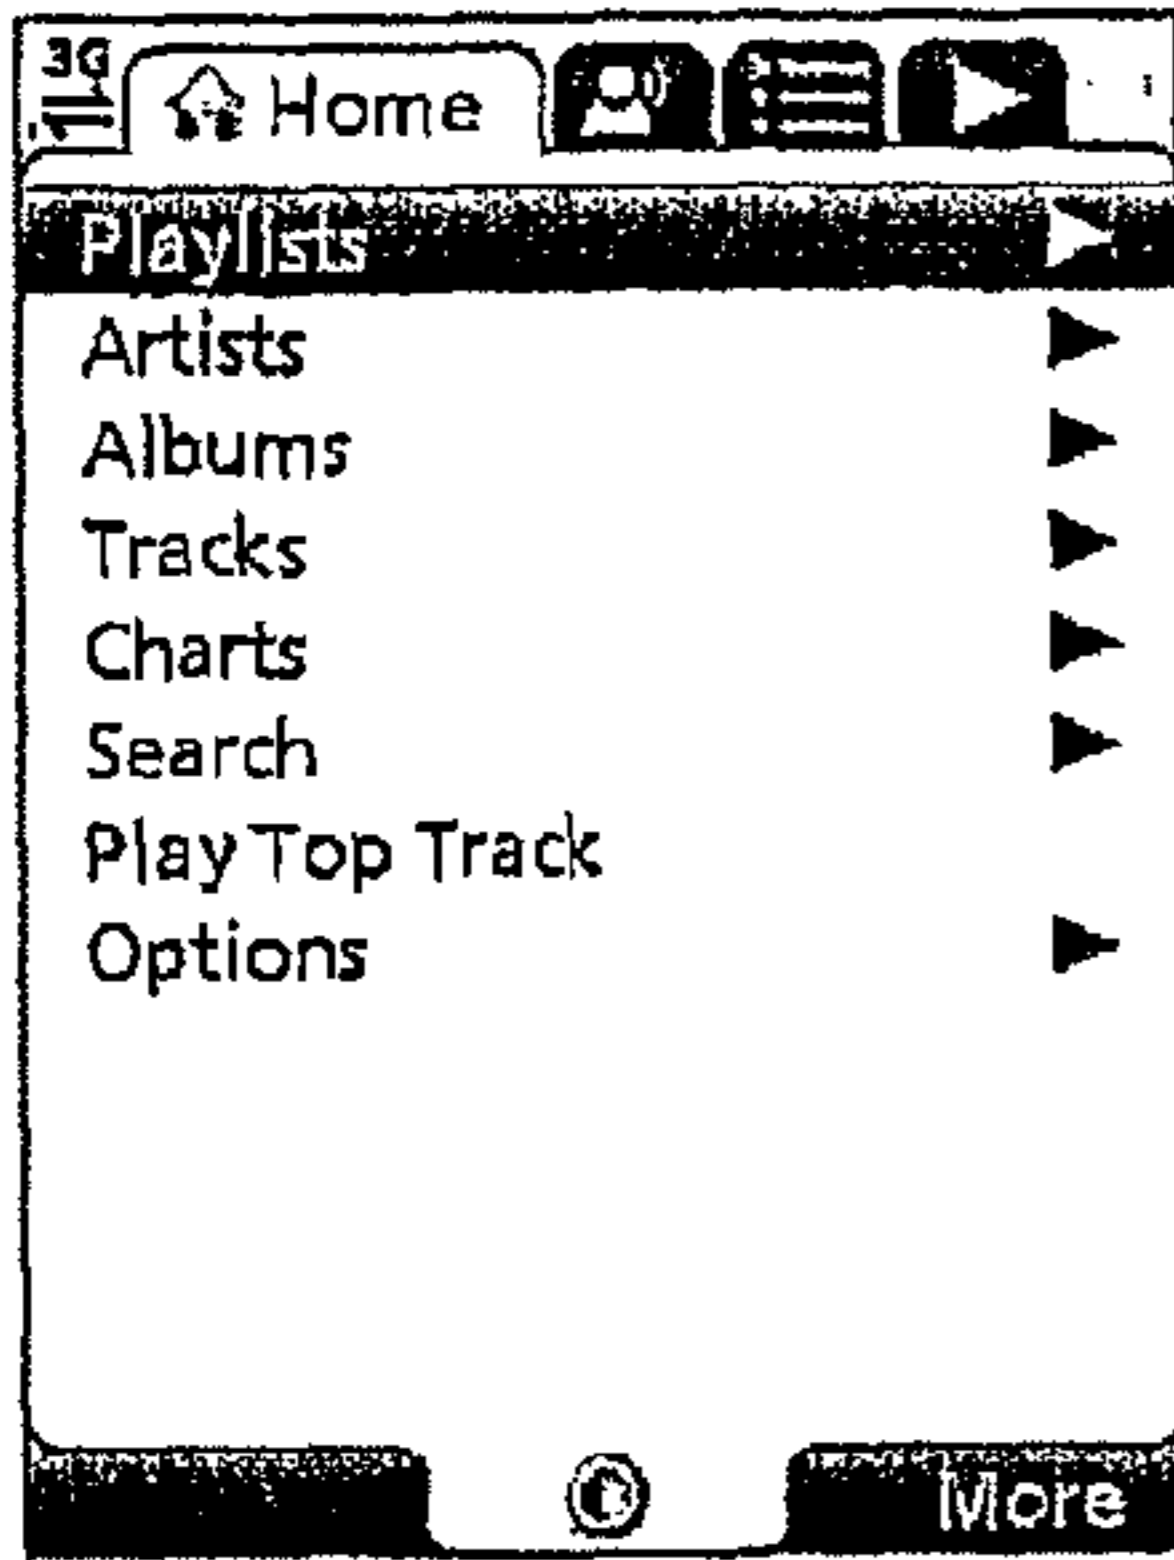 3G
Home
Playlists
Artists
Albums
Tracks
Charts
Search
Play Top Track
Options
More